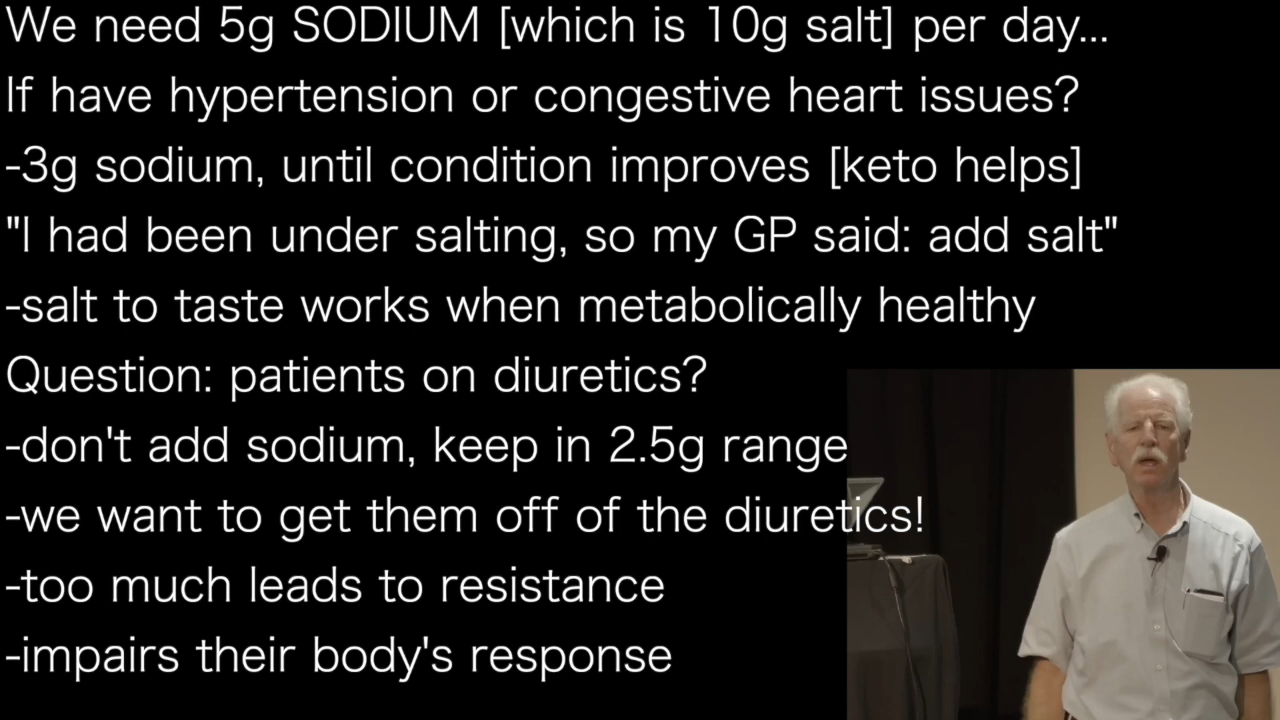 We need 5g SODIUM [which is 10g salt] per day...
If have hypertension or congestive heart issues?
-3g sodium, until condition improves [keto helps]
"I had been under salting, so my GP said: add salt"
-salt to taste works when metabolically healthy
Question: patients on diuretics?
-don't add sodium, keep in 2.5g range
-we want to get them off of the diuretics!
-too much leads to resistance
-impairs their body's response